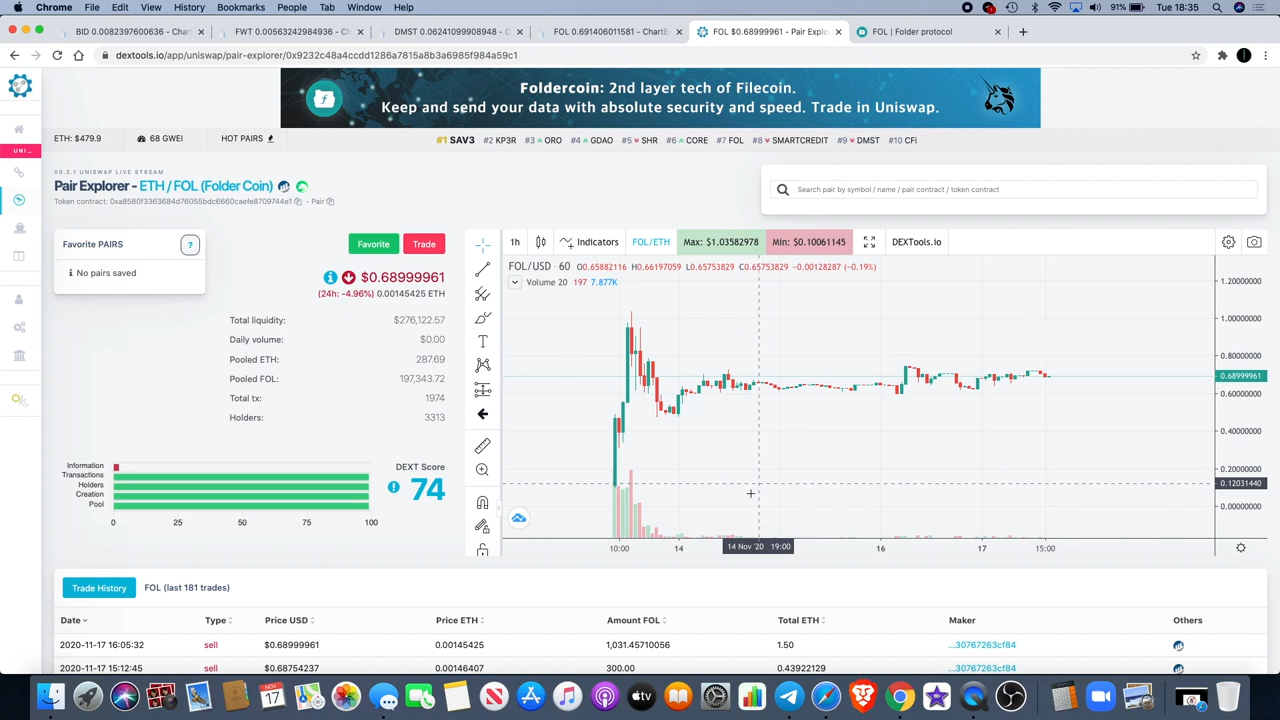 Chrome File Edit View History Bookmarks People Tab Window Help 91% Tue 18:35
BID 0.0082397600636 - Chart
FWT 0.00563242984936 - Ch
DMST 0.06241099908948 - C
FOL 0.691406011581 - ChartE
FOL $0.68999961 - Pair Explo
FOL | Folder protocol
dextools.io/app/uniswap/pair-explorer/0x9232c48a4ccdd1286a7815a8b3a6985f984a59c1
Foldercoin: 2nd layer tech of Filecoin.
Keep and send your data with absolute security and speed. Trade in Uniswap.
ETH: $479.9 68 GWEI HOT PAIRS #1 SAV3 #2 KP3R #3 ORO #4 GDAO #5 SHR #6 CORE #7 FOL #8 SMARTCREDIT #9 DMST #10 CFi
UNI...
V0.2.1 UNISWAP LIVE STREAM
Pair Explorer - ETH / FOL (Folder Coin)
Token contract: 0xa8580f3363684d76055bdc6660caefe8709744e1 - Pair
Search pair by symbol / name / pair contract / token contract
Favorite PAIRS ?
No pairs saved
Favorite Trade
$0.68999961
(24h: -4.96%) 0.00145425 ETH
Total liquidity: $276,122.57
Daily volume: $0.00
Pooled ETH: 287.69
Pooled FOL: 197,343.72
Total tx: 1974
Holders: 3313
Information
Transactions
Holders
Creation
Pool
0 25 50 75 100
DEXT Score
74
1h Indicators FOL/ETH Max: $1.03582978 Min: $0.10061145 DEXTools.io
FOL/USD · 60 O0.65882116 H0.66197059 L0.65753829 C0.65753829 -0.00128287 (-0.19%)
Volume 20 197 7.877K
1.20000000
1.00000000
0.80000000
0.68999961
0.60000000
0.40000000
0.20000000
0.12031440
0.00000000
10:00 14 14 Nov '20 19:00 16 17 15:00
Trade History FOL (last 181 trades)
Date Type Price USD Price ETH Amount FOL Total ETH Maker Others
2020-11-17 16:05:32 sell $0.68999961 0.00145425 1,031.45710056 1.50 ...30767263cf84
2020-11-17 15:12:45 sell $0.68754237 0.00146407 300.00 0.43922129 ...30767263cf84
NOV
17
tv